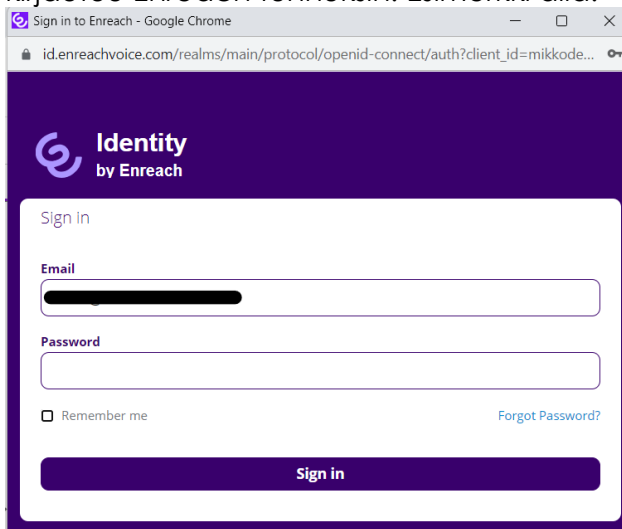 Sign in to Enreach - Google Chrome
id.enreachvoice.com/realms/main/protocol/openid-connect/auth?client_id=mikkode...
Identity
by Enreach
Sign in
Email
Password
Remember me
Forgot Password?
Sign in